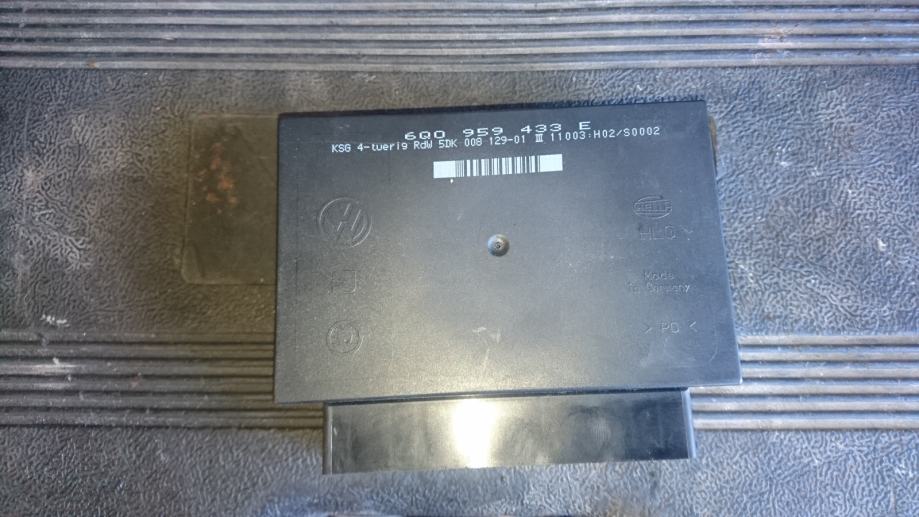 6Q0 959 433 E
KSG 4-tuerig RdW 5DK 008 129-01 III 11003:H02/S0002
HELLA
Made
in Germany